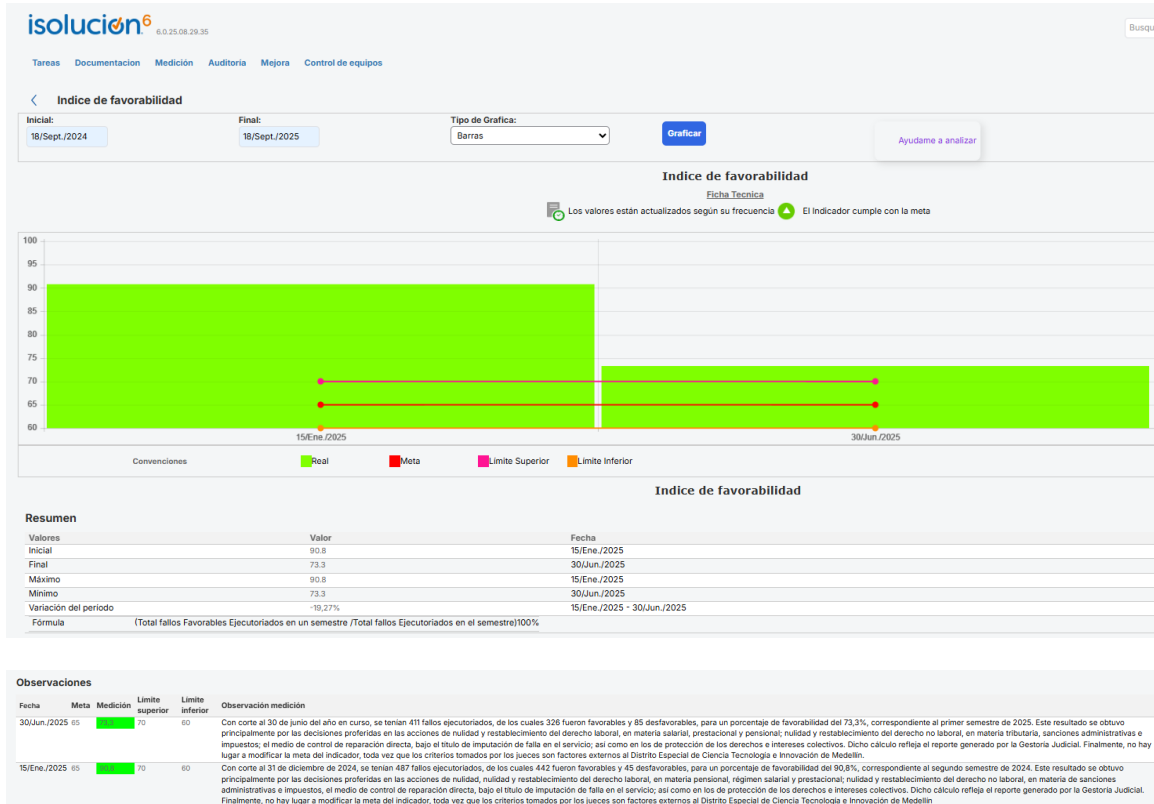 isolución 6 6.0.25.08.29.35
Busqu
Tareas Documentacion Medición Auditoria Mejora Control de equipos
Indice de favorabilidad
Inicial: Final: Tipo de Grafica:
18/Sept./2024 18/Sept./2025 Barras Graficar Ayudame a analizar
Indice de favorabilidad
Ficha Tecnica
Los valores están actualizados según su frecuencia El Indicador cumple con la meta
100
95
90
85
80
75
70
65
60
15/Ene./2025 30/Jun./2025
Convenciones Real Meta Limite Superior Limite Inferior
Indice de favorabilidad
Resumen
Valores Valor Fecha
Inicial 90.8 15/Ene./2025
Final 73.3 30/Jun./2025
Máximo 90.8 15/Ene./2025
Minimo 73.3 30/Jun./2025
Variación del período -19,27% 15/Ene./2025 - 30/Jun./2025
Fórmula (Total fallos Favorables Ejecutoriados en un semestre /Total fallos Ejecutoriados en el semestre)100%
Observaciones
Fecha Meta Medición Límite superior Límite inferior Observación medición
30/Jun./2025 65 73,3 70 60 Con corte al 30 de junio del año en curso, se tenían 411 fallos ejecutoriados, de los cuales 326 fueron favorables y 85 desfavorables, para un porcentaje de favorabilidad del 73,3%, correspondiente al primer semestre de 2025. Este resultado se obtuvo
principalmente por las decisiones proferidas en las acciones de nulidad y restablecimiento del derecho laboral, en materia salarial, prestacional y pensional; nulidad y restablecimiento del derecho no laboral, en materia tributaria, sanciones administrativas e
impuestos; el medio de control de reparación directa, bajo el título de imputación de falla en el servicio; así como en los de protección de los derechos e intereses colectivos. Dicho cálculo refleja el reporte generado por la Gestoría Judicial. Finalmente, no hay
lugar a modificar la meta del indicador, toda vez que los criterios tomados por los jueces son factores externos al Distrito Especial de Ciencia Tecnología e Innovación de Medellín.
15/Ene./2025 65 90,8 70 60 Con corte al 31 de diciembre de 2024, se tenían 487 fallos ejecutoriados, de los cuales 442 fueron favorables y 45 desfavorables, para un porcentaje de favorabilidad del 90,8%, correspondiente al segundo semestre de 2024. Este resultado se obtuvo
principalmente por las decisiones proferidas en las acciones de nulidad, nulidad y restablecimiento del derecho laboral, en materia pensional, régimen salarial y prestacional; nulidad y restablecimiento del derecho no laboral, en materia de sanciones
administrativas e impuestos, el medio de control de reparación directa, bajo el título de imputación de falla en el servicio; así como en los de protección de los derechos e intereses colectivos. Dicho cálculo refleja el reporte generado por la Gestoría Judicial.
Finalmente, no hay lugar a modificar la meta del indicador, toda vez que los criterios tomados por los jueces son factores externos al Distrito Especial de Ciencia Tecnología e Innovación de Medellín